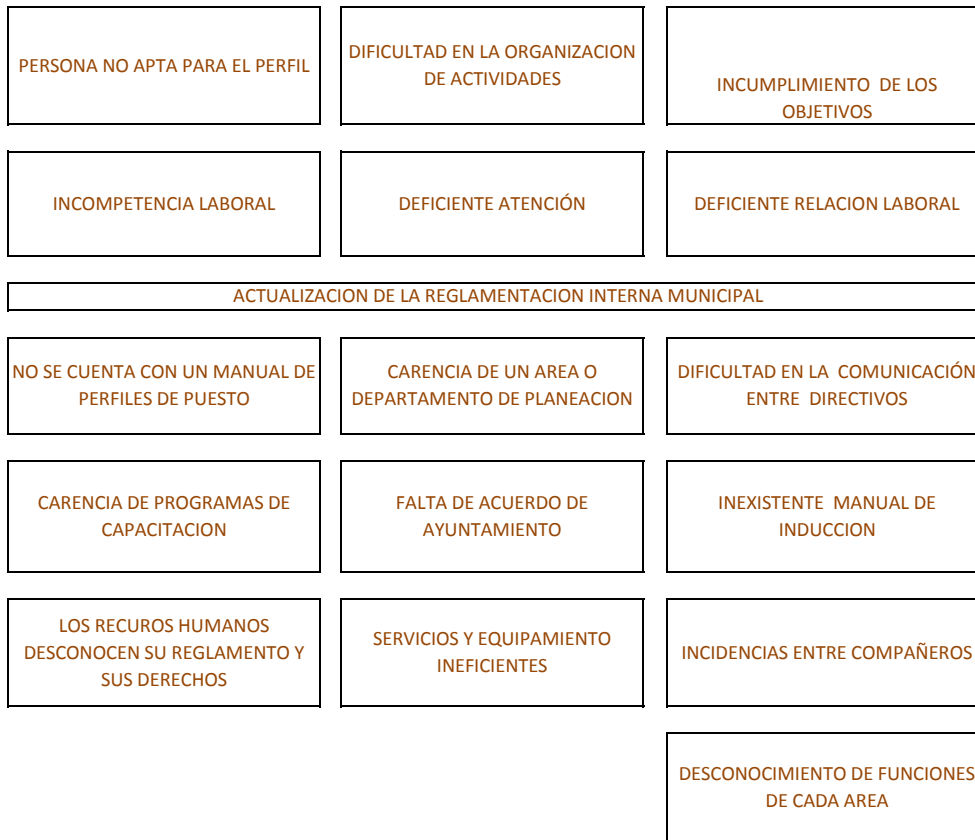 PERSONA NO APTA PARA EL PERFIL
DIFICULTAD EN LA ORGANIZACION
DE ACTIVIDADES
INCUMPLIMIENTO DE LOS
OBJETIVOS
INCOMPETENCIA LABORAL
DEFICIENTE ATENCIÓN
DEFICIENTE RELACION LABORAL
ACTUALIZACION DE LA REGLAMENTACION INTERNA MUNICIPAL
NO SE CUENTA CON UN MANUAL DE
PERFILES DE PUESTO
CARENCIA DE UN AREA O
DEPARTAMENTO DE PLANEACION
DIFICULTAD EN LA COMUNICACIÓN
ENTRE DIRECTIVOS
CARENCIA DE PROGRAMAS DE
CAPACITACION
FALTA DE ACUERDO DE
AYUNTAMIENTO
INEXISTENTE MANUAL DE
INDUCCION
LOS RECUROS HUMANOS
DESCONOCEN SU REGLAMENTO Y
SUS DERECHOS
SERVICIOS Y EQUIPAMIENTO
INEFICIENTES
INCIDENCIAS ENTRE COMPAÑEROS
DESCONOCIMIENTO DE FUNCIONES
DE CADA AREA